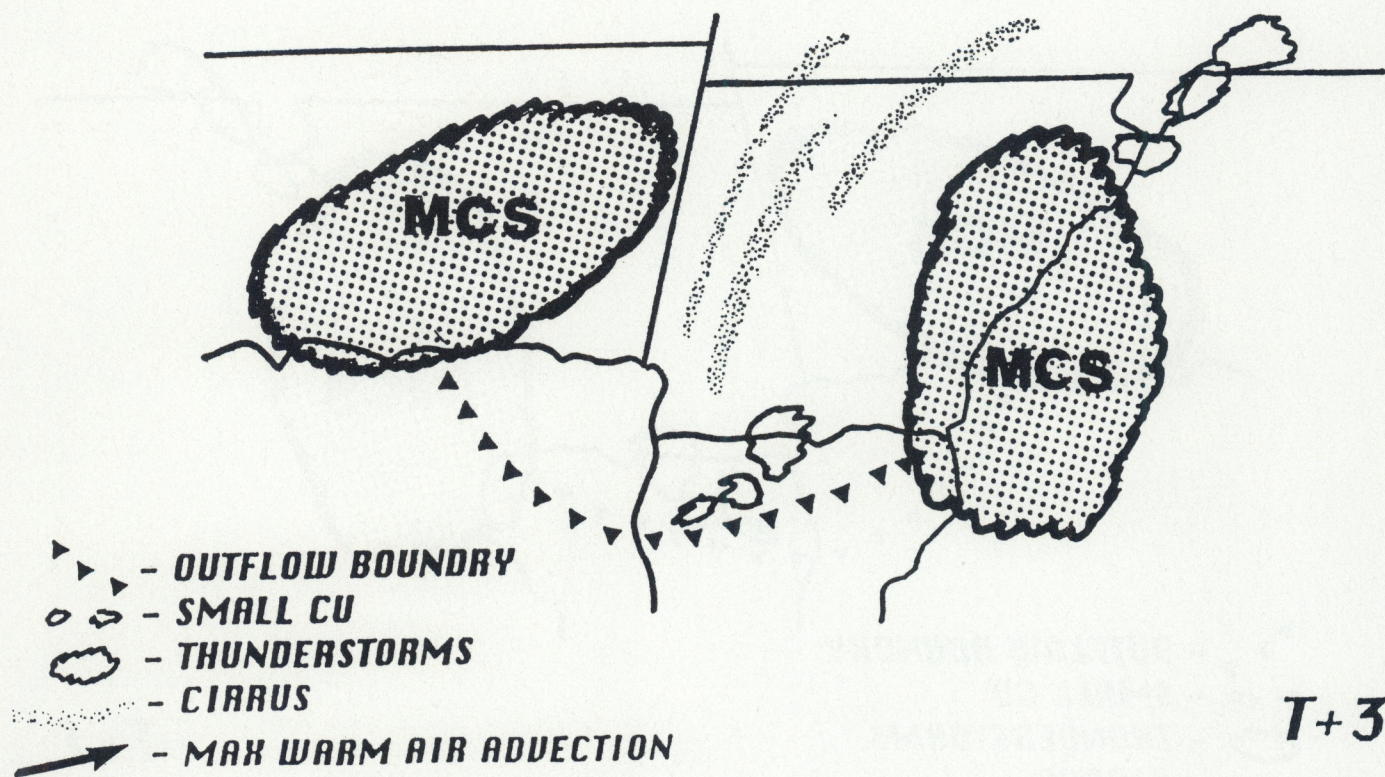 MCS
MCS
- OUTFLOW BOUNDRY
- SMALL CU
- THUNDERSTORMS
- CIRRUS
- MAX WARM AIR ADVECTION
T+3